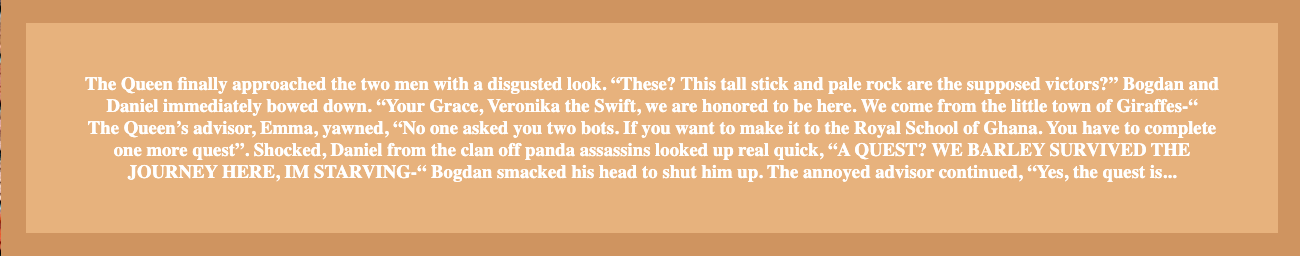 The Queen finally approached the two men with a disgusted look. “These? This tall stick and pale rock are the supposed victors?” Bogdan and
Daniel immediately bowed down. “Your Grace, Veronika the Swift, we are honored to be here. We come from the little town of Giraffes-“
The Queen’s advisor, Emma, yawned, “No one asked you two bots. If you want to make it to the Royal School of Ghana. You have to complete
one more quest”. Shocked, Daniel from the clan off panda assassins looked up real quick, “A QUEST? WE BARLEY SURVIVED THE
JOURNEY HERE, IM STARVING-“ Bogdan smacked his head to shut him up. The annoyed advisor continued, “Yes, the quest is...